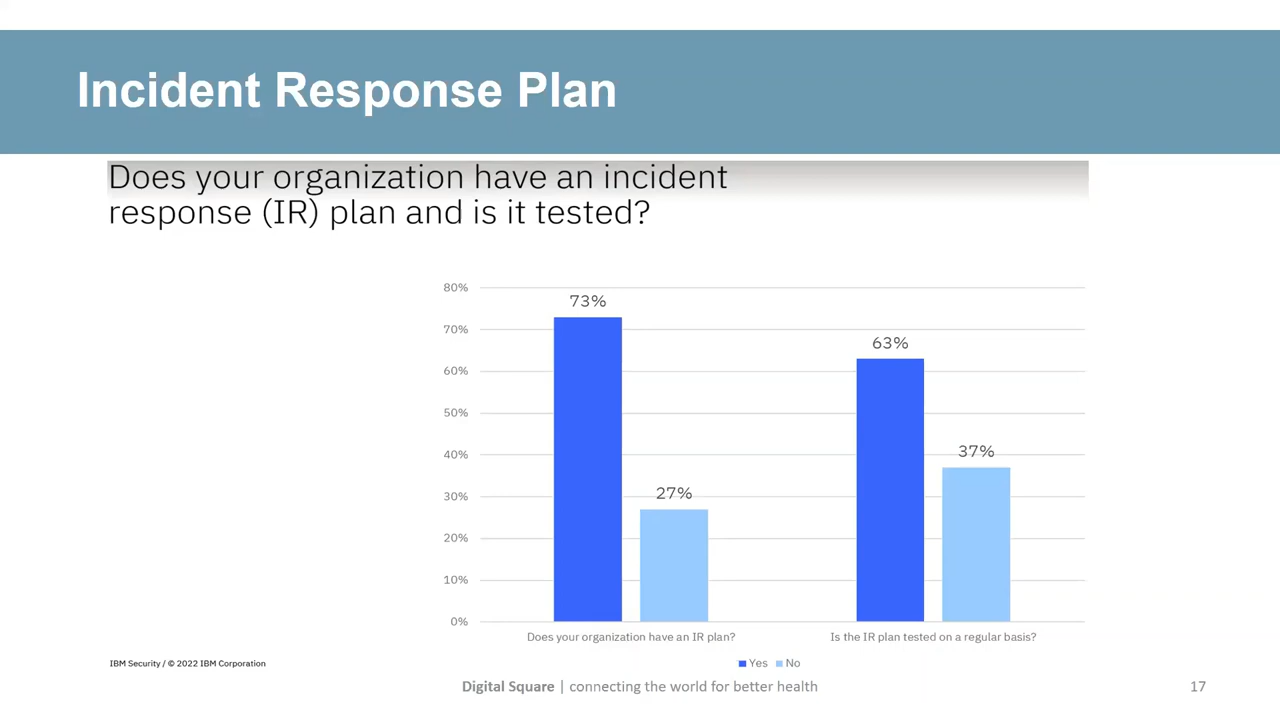 Incident Response Plan
Does your organization have an incident
response (IR) plan and is it tested?
80%
70%
60%
50%
40%
30%
20%
10%
0%
73%
27%
63%
37%
Does your organization have an IR plan?
Is the IR plan tested on a regular basis?
Yes No
IBM Security / © 2022 IBM Corporation
Digital Square | connecting the world for better health
17